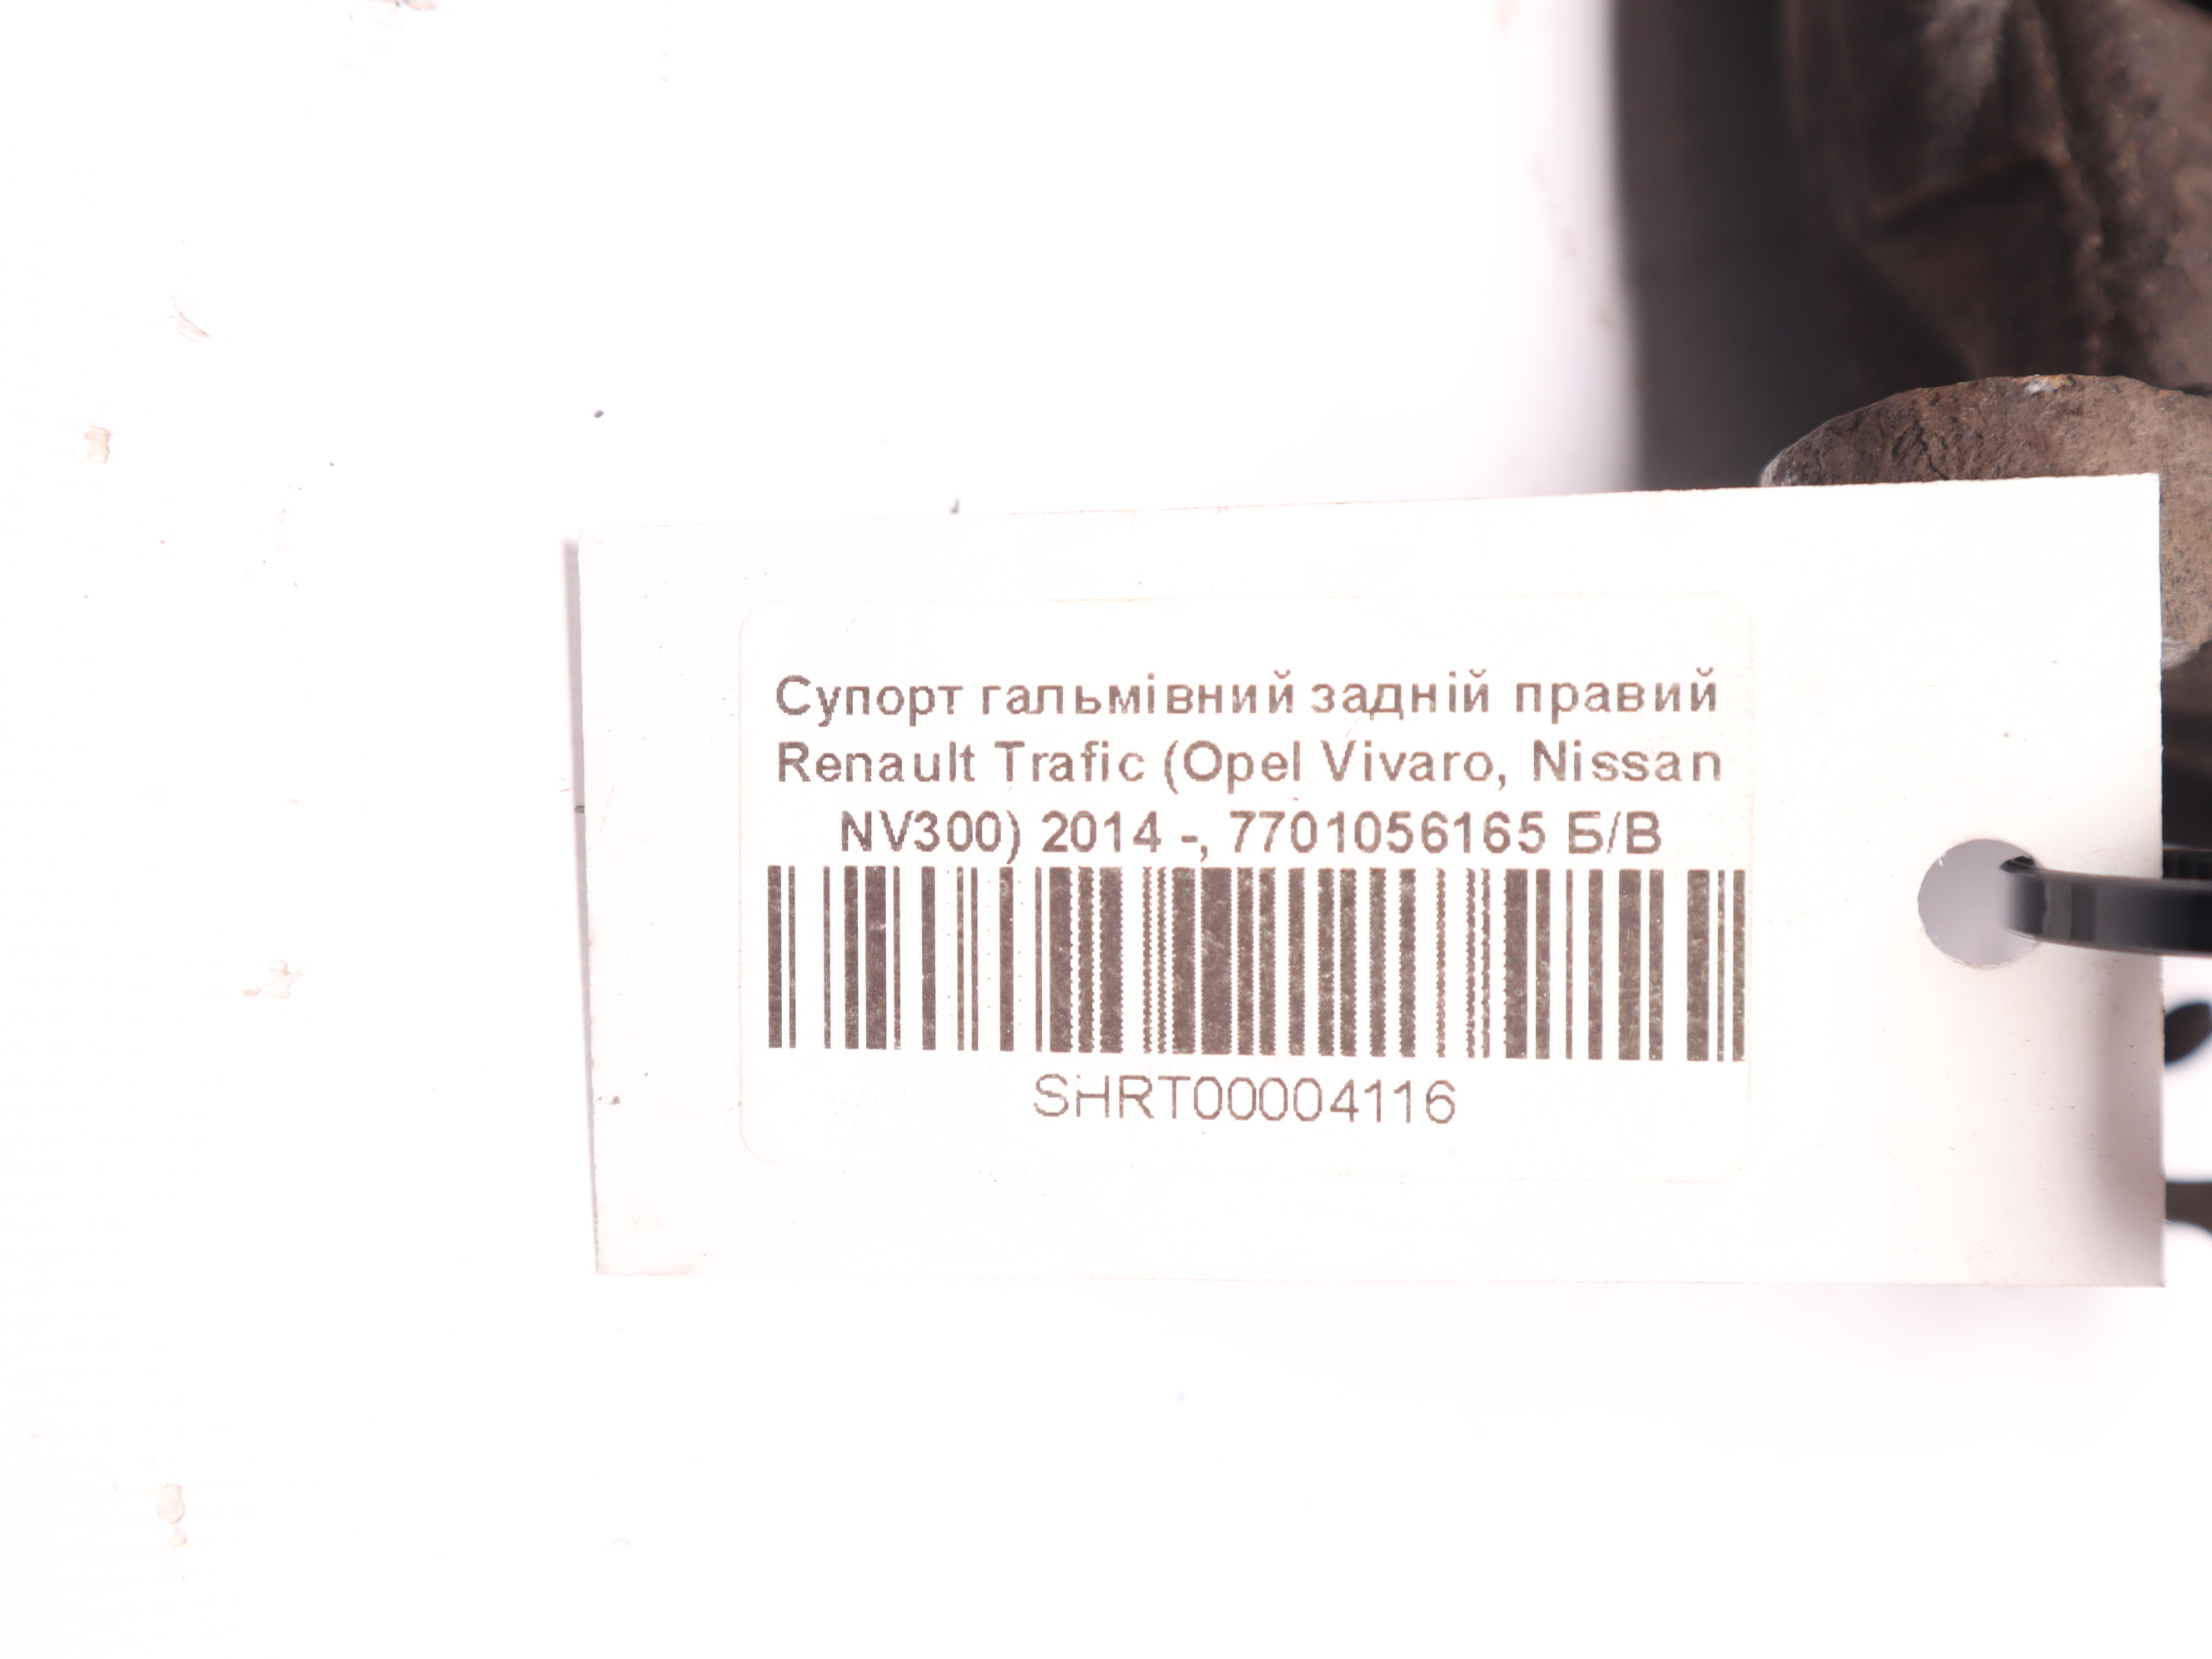 Супорт гальмівний задній правий
Renault Trafic (Opel Vivaro, Nissan
NV300) 2014 -, 7701056165 Б/В
SHRT00004116